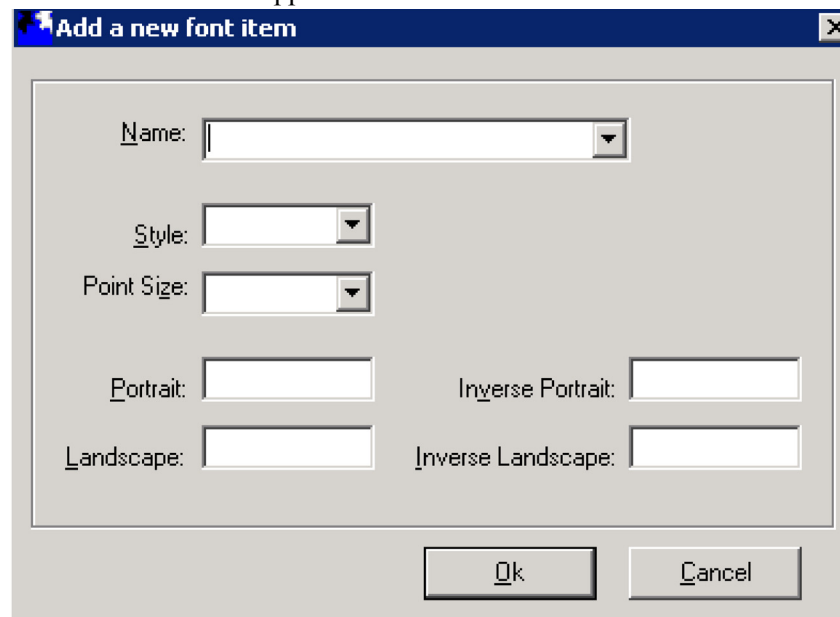 Add a new font item
Name:
Style:
Point Size:
Portrait: Inverse Portrait:
Landscape: Inverse Landscape:
Ok Cancel